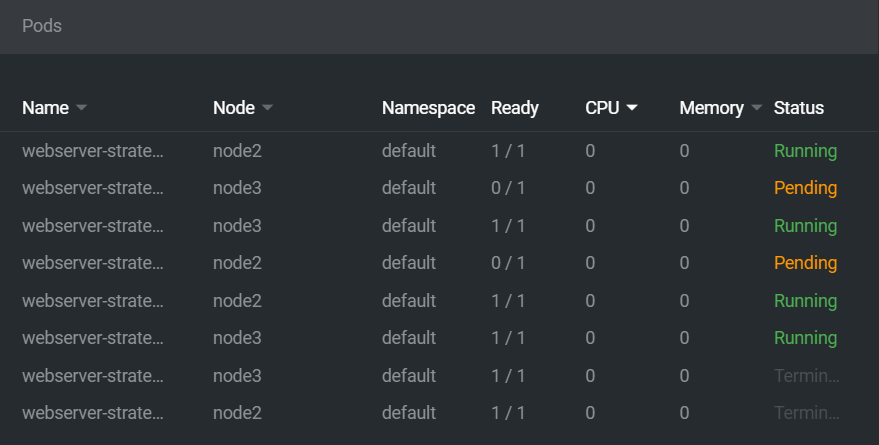 Pods
Name Node Namespace Ready CPU Memory Status
webserver-strate... node2 default 1 / 1 0 0 Running
webserver-strate... node3 default 0 / 1 0 0 Pending
webserver-strate... node3 default 1 / 1 0 0 Running
webserver-strate... node2 default 0 / 1 0 0 Pending
webserver-strate... node2 default 1 / 1 0 0 Running
webserver-strate... node3 default 1 / 1 0 0 Running
webserver-strate... node3 default 1 / 1 0 0 Termin...
webserver-strate... node2 default 1 / 1 0 0 Termin...